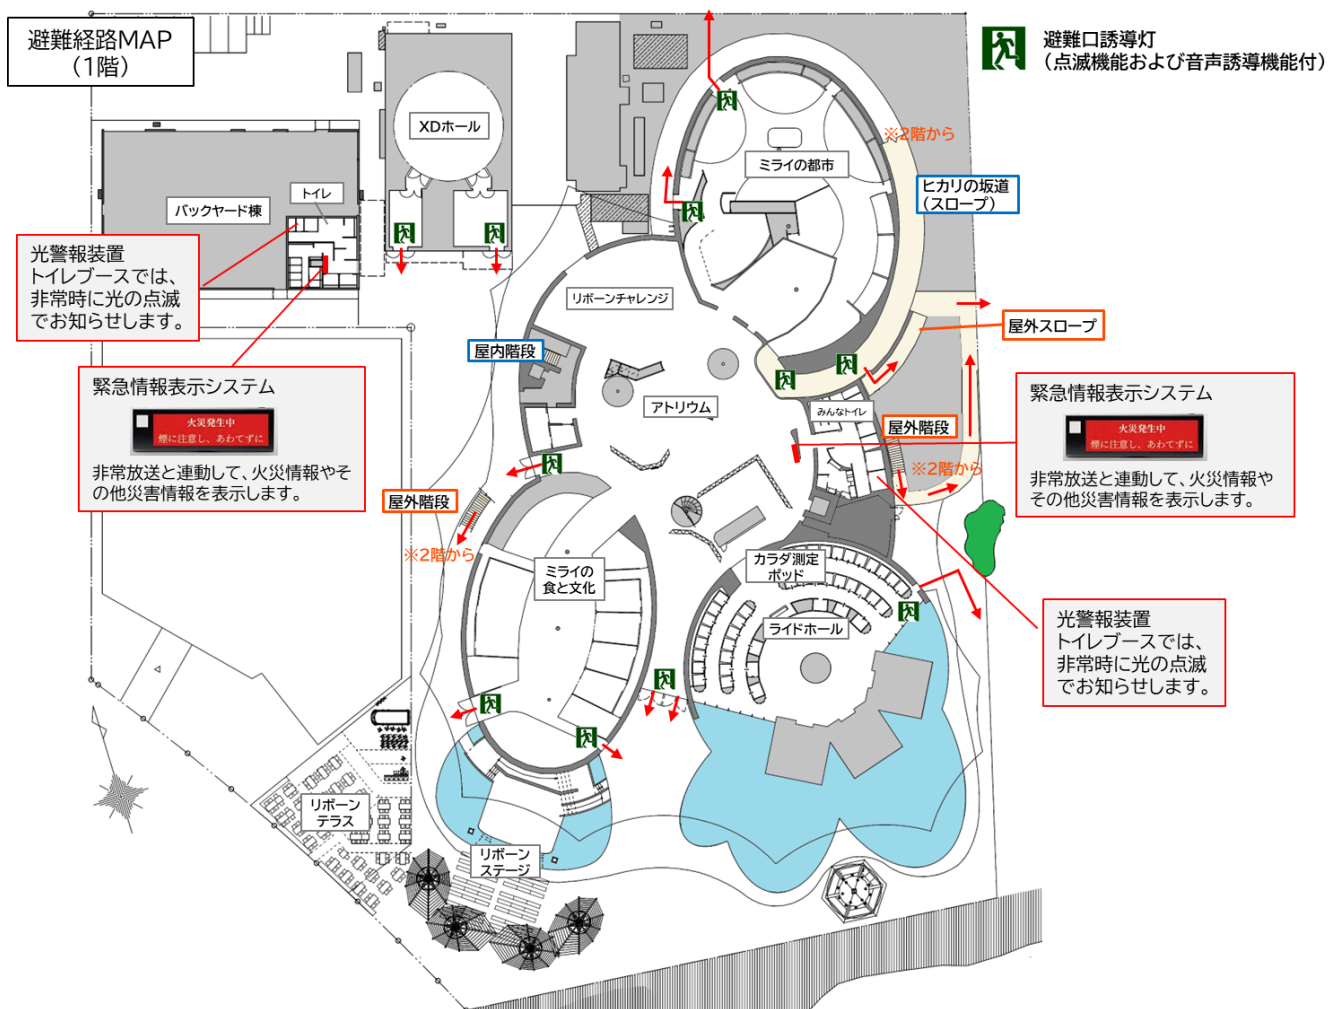 避難経路MAP
（1階）
避難口誘導灯
（点滅機能および音声誘導機能付）
XDホール
※2階から
ミライの都市
トイレ
ヒカリの坂道
（スロープ）
バックヤード棟
光警報装置
トイレブースでは、
非常時に光の点滅
でお知らせします。
リボーンチャレンジ
屋外スロープ
屋内階段
緊急情報表示システム
火災発生中
煙に注意し、あわてずに
非常放送と連動して、火災情報やそ
の他災害情報を表示します。
アトリウム
みんなトイレ
屋外階段
※2階から
緊急情報表示システム
火災発生中
煙に注意し、あわてずに
非常放送と連動して、火災情報や
その他災害情報を表示します。
屋外階段
※2階から
ミライの
食と文化
カラダ測定
ポッド
ライドホール
光警報装置
トイレブースでは、
非常時に光の点滅
でお知らせします。
リボーン
テラス
リボーン
ステージ